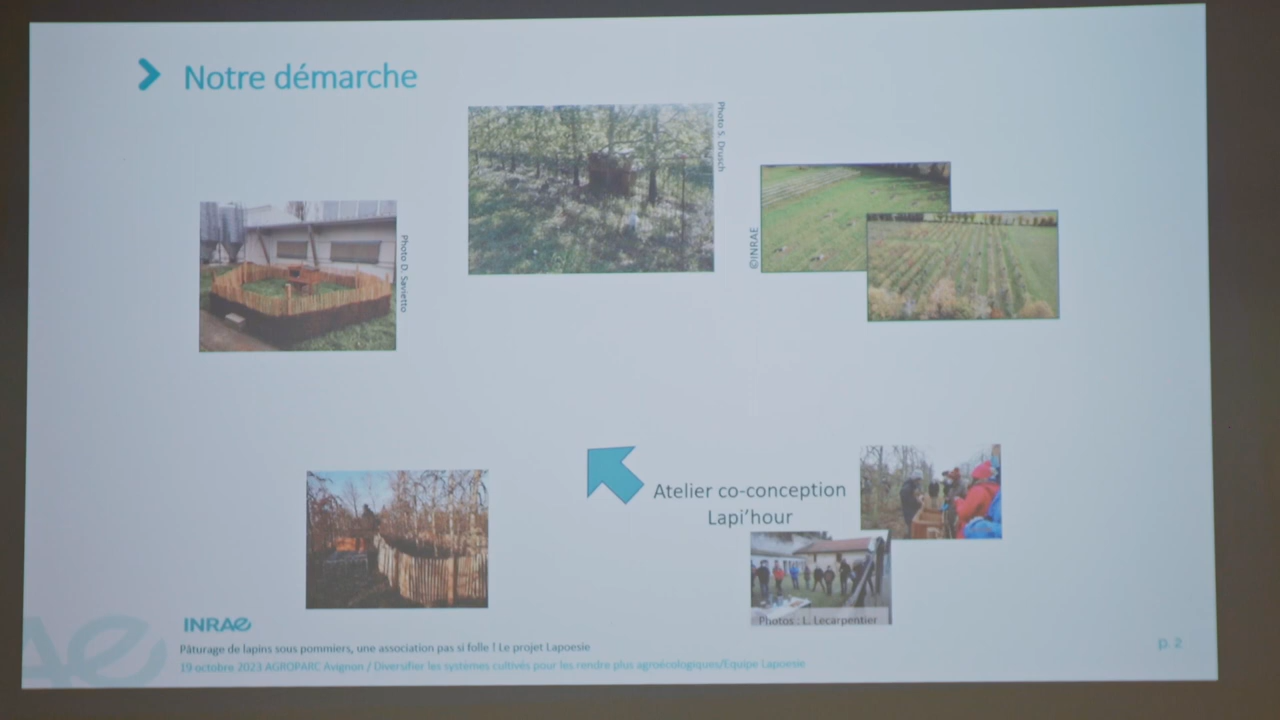 Notre démarche
Photo S. Drusch
Photo D. Savietto
©INRAE
Atelier co-conception
Lapi'hour
Photos : L. Lecarpentier
INRAE
Pâturage de lapins sous pommiers, une association pas si folle ! Le projet Lapoesie
19 octobre 2023 AGROPARC Avignon / Diversifier les systèmes cultivés pour les rendre plus agroécologiques/Equipe Lapoesie
p. 2